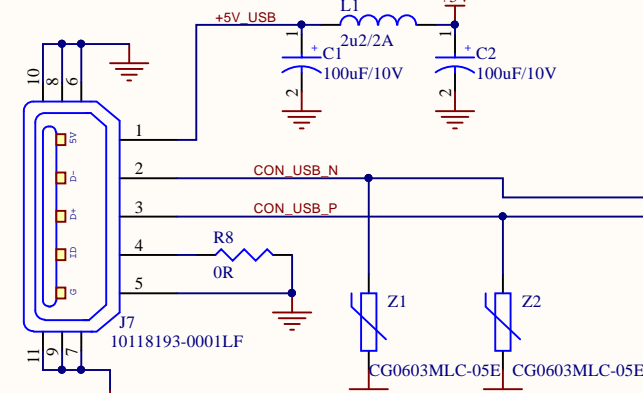 L1
+5V_USB
2u2/2A
1
+
C1
100uF/10V
2
1
+
C2
100uF/10V
2
10
8
6
5V
D-
D+
ID
G
1
2
3
4
5
CON_USB_N
CON_USB_P
R8
0R
J7
10118193-0001LF
11
9
7
Z1
CG0603MLC-05E
Z2
CG0603MLC-05E